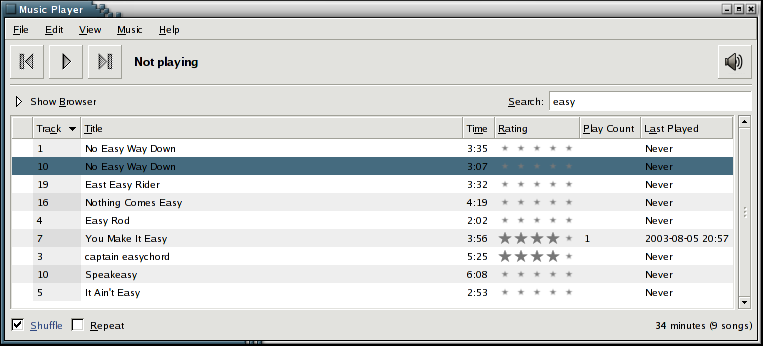 Music Player
File Edit View Music Help
Not playing
Show Browser Search: easy
Track Title Time Rating Play Count Last Played
1 No Easy Way Down 3:35 Never
10 No Easy Way Down 3:07 Never
19 East Easy Rider 3:32 Never
16 Nothing Comes Easy 4:19 Never
4 Easy Rod 2:02 Never
7 You Make It Easy 3:56 1 2003-08-05 20:57
3 captain easychord 5:25 Never
10 Speakeasy 6:08 Never
5 It Ain't Easy 2:53 Never
Shuffle Repeat 34 minutes (9 songs)